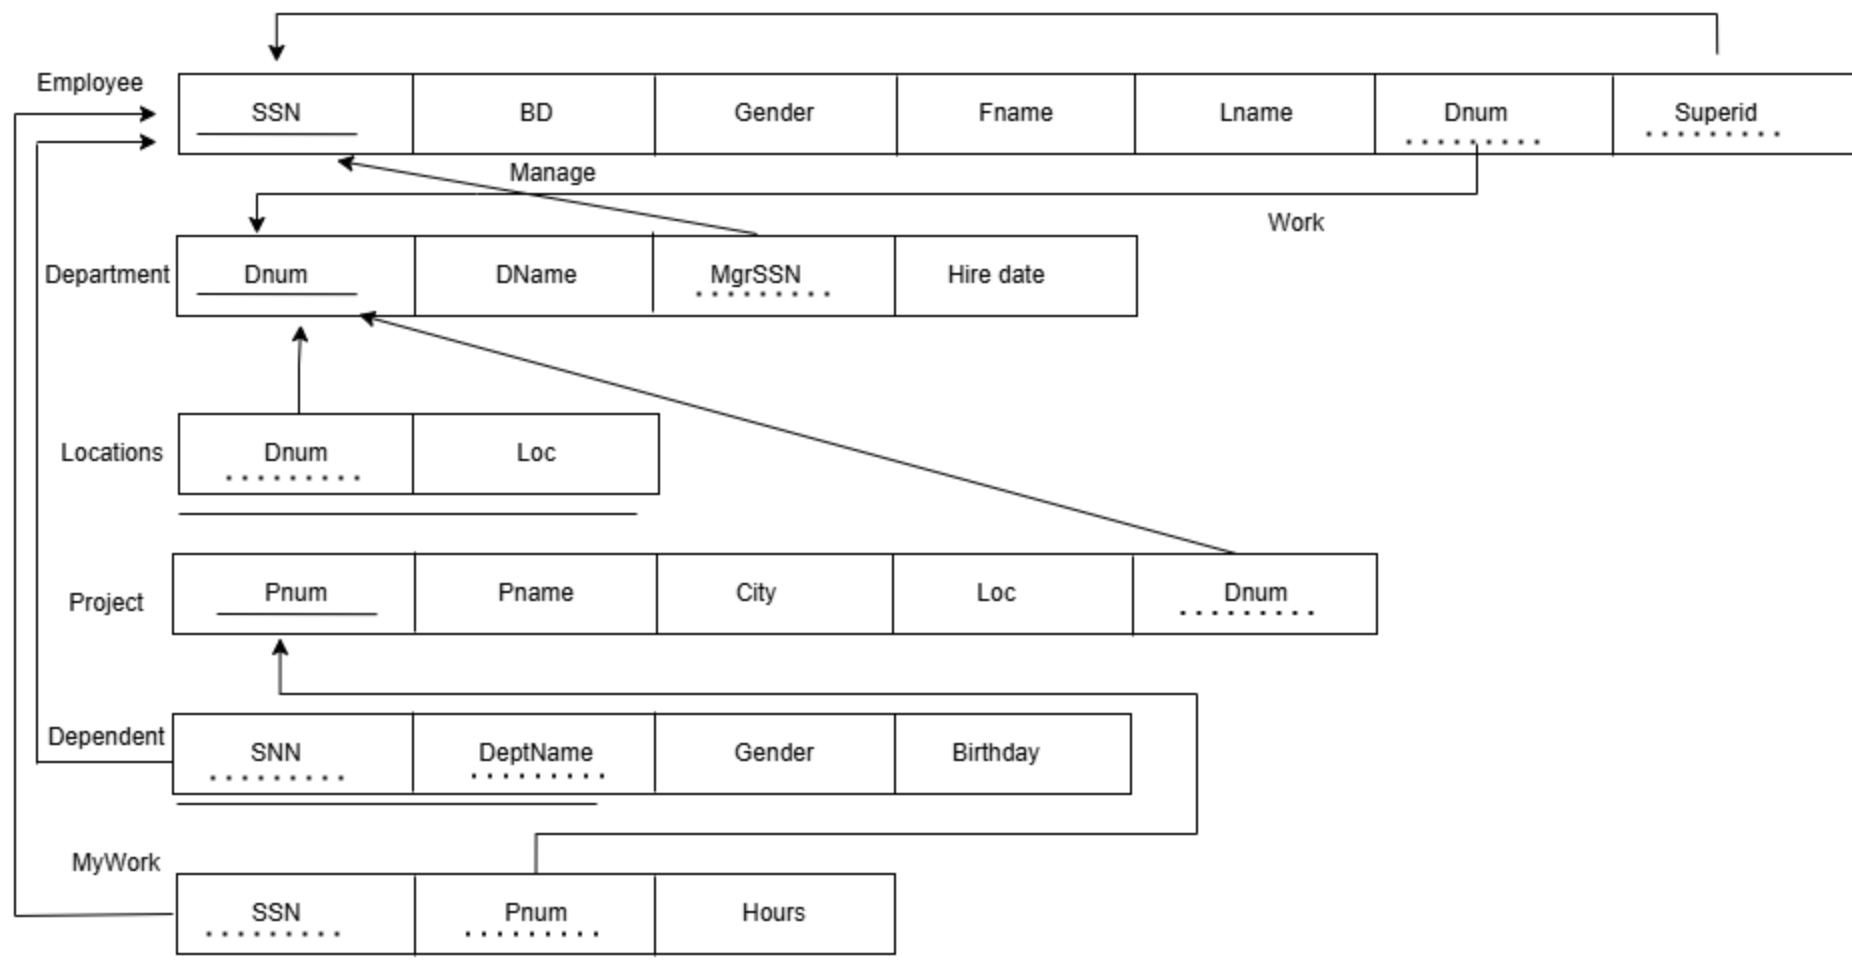 Employee
SSN BD Gender Fname Lname Dnum Superid
Manage
Work
Department Dnum DName MgrSSN Hire date
Locations Dnum Loc
Project Pnum Pname City Loc Dnum
Dependent SNN DeptName Gender Birthday
MyWork
SSN Pnum Hours